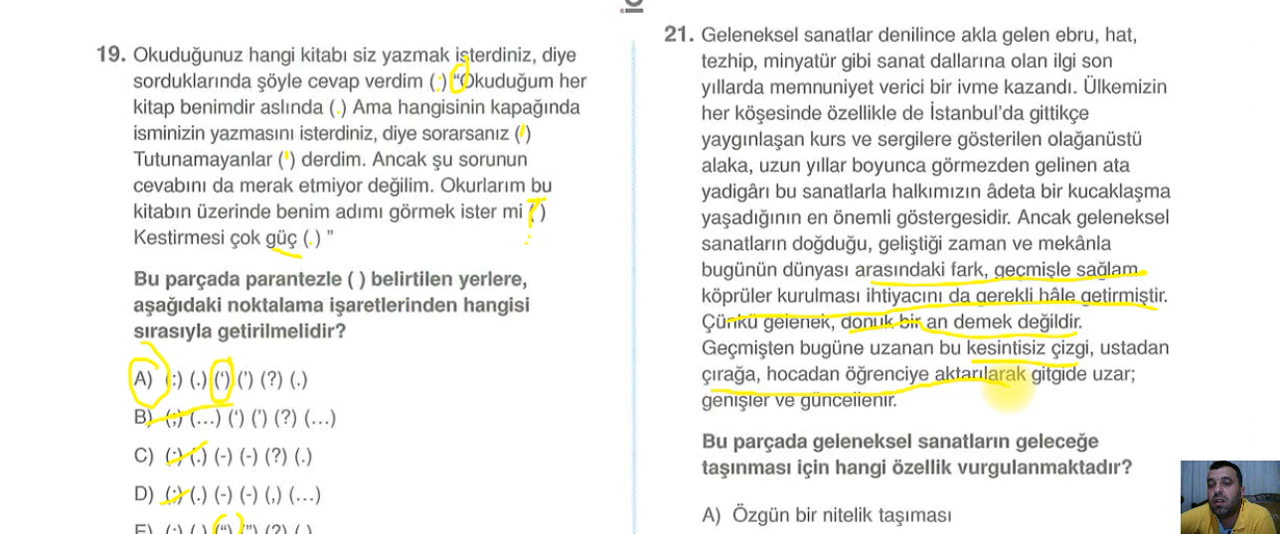 19. Okuduğunuz hangi kitabı siz yazmak isterdiniz, diye
sorduklarında şöyle cevap verdim (:) “Okuduğum her
kitap benimdir aslında (.) Ama hangisinin kapağında
isminizin yazmasını isterdiniz, diye sorarsanız (')
Tutunamayanlar (') derdim. Ancak şu sorunun
cevabını da merak etmiyor değilim. Okurlarım bu
kitabın üzerinde benim adımı görmek ister mi (?)
Kestirmesi çok güç (.) ”
Bu parçada parantezle ( ) belirtilen yerlere,
aşağıdaki noktalama işaretlerinden hangisi
sırasıyla getirilmelidir?
A) (:) (.) (‘) (’) (?) (.)
B) (;) (...) (‘) (’) (?) (...)
C) (:) (.) (-) (-) (?) (.)
D) (;) (.) (-) (-) (,) (...)
E) (:) (.) (“) (”) (?) (.)
21. Geleneksel sanatlar denilince akla gelen ebru, hat,
tezhip, minyatür gibi sanat dallarına olan ilgi son
yıllarda memnuniyet verici bir ivme kazandı. Ülkemizin
her köşesinde özellikle de İstanbul’da gittikçe
yaygınlaşan kurs ve sergilere gösterilen olağanüstü
alaka, uzun yıllar boyunca görmezden gelinen ata
yadigârı bu sanatlarla halkımızın âdeta bir kucaklaşma
yaşadığının en önemli göstergesidir. Ancak geleneksel
sanatların doğduğu, geliştiği zaman ve mekânla
bugünün dünyası arasındaki fark, geçmişle sağlam
köprüler kurulması ihtiyacını da gerekli hâle getirmiştir.
Çünkü gelenek, donuk bir an demek değildir.
Geçmişten bugüne uzanan bu kesintisiz çizgi, ustadan
çırağa, hocadan öğrenciye aktarılarak gitgide uzar;
genişler ve güncellenir.
Bu parçada geleneksel sanatların geleceğe
taşınması için hangi özellik vurgulanmaktadır?
A) Özgün bir nitelik taşıması